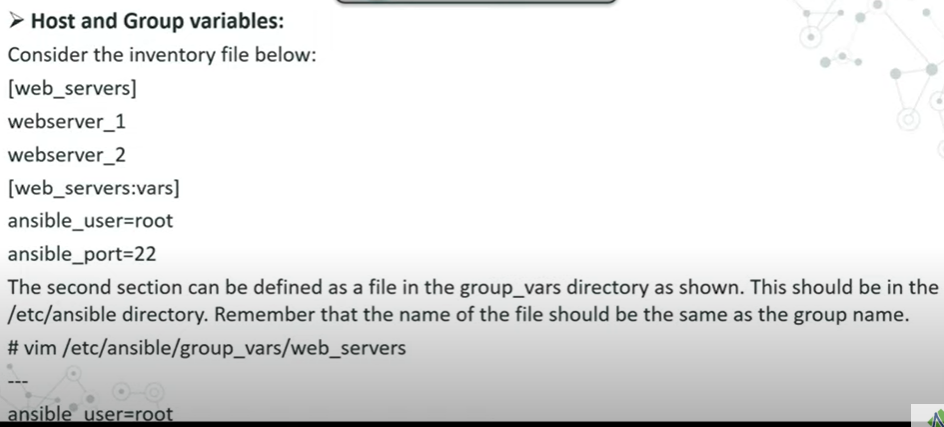 ➤ Host and Group variables:
Consider the inventory file below:
[web_servers]
webserver_1
webserver_2
[web_servers:vars]
ansible_user=root
ansible_port=22
The second section can be defined as a file in the group_vars directory as shown. This should be in the
/etc/ansible directory. Remember that the name of the file should be the same as the group name.
# vim /etc/ansible/group_vars/web_servers
---
ansible_user=root